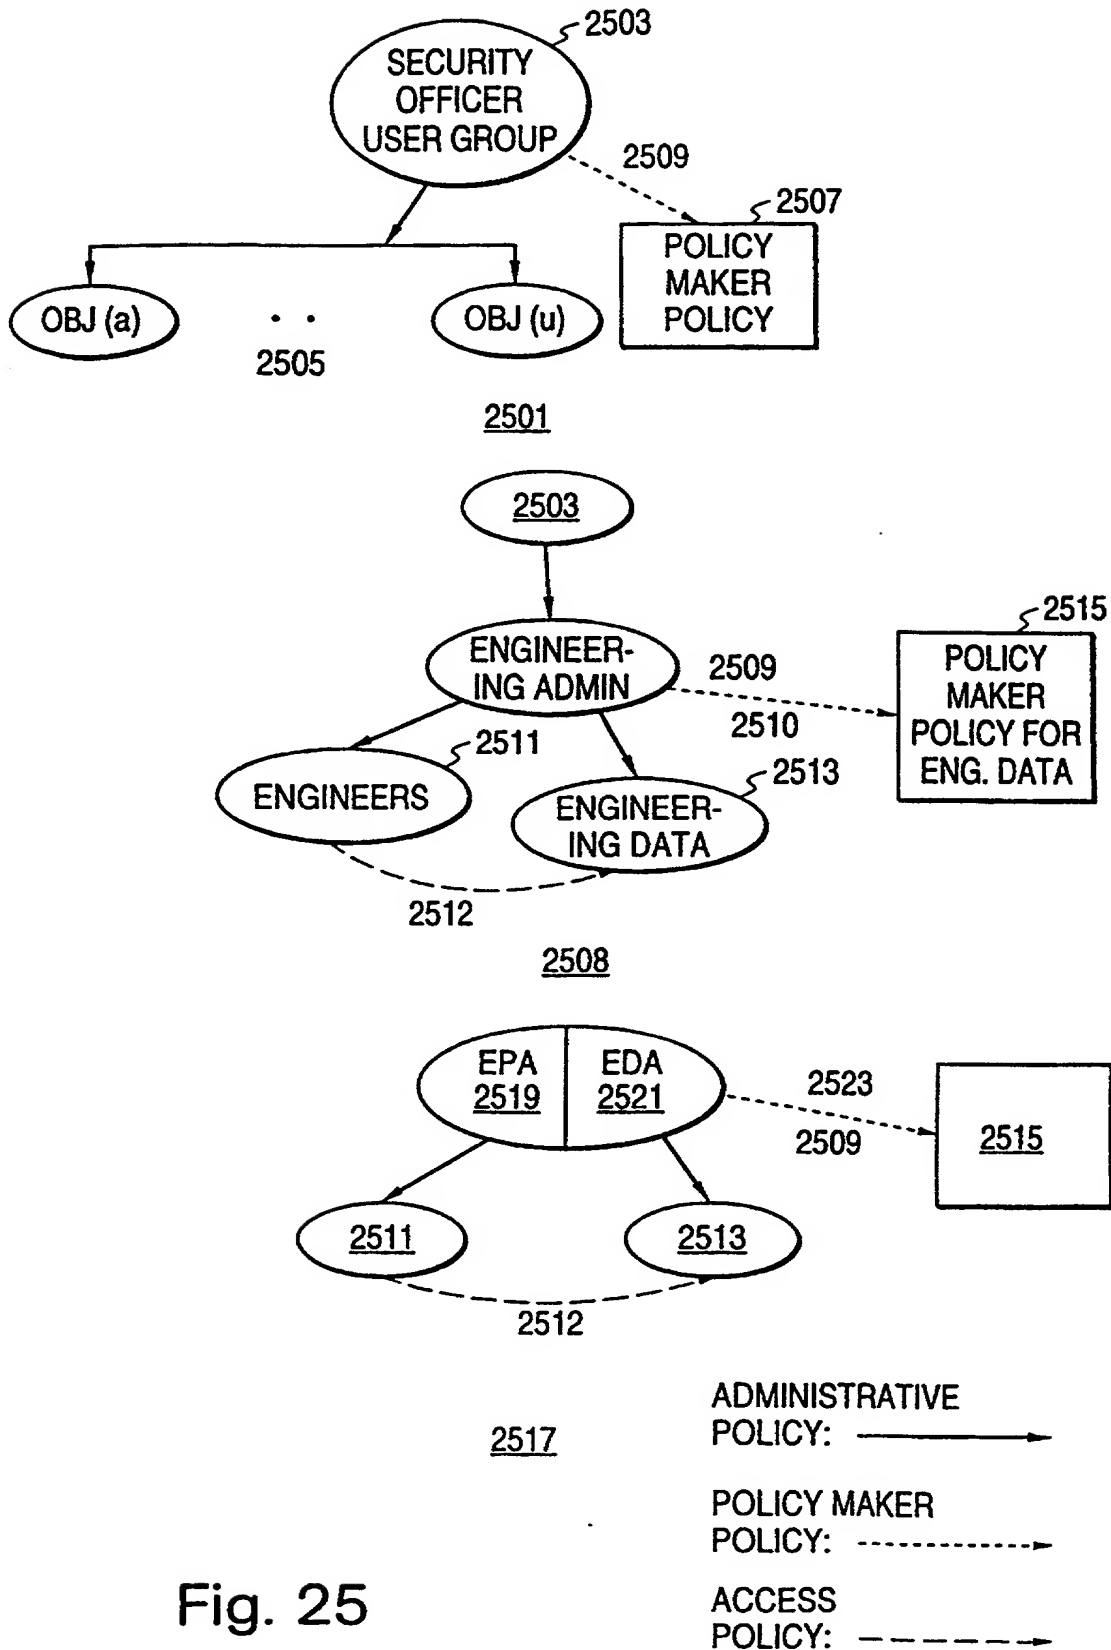 2503
SECURITY
OFFICER
USER GROUP
2509
2507
POLICY
MAKER
POLICY
OBJ (a)
. .
OBJ (u)
2505
2501
2503
ENGINEER-
ING ADMIN
2509
2510
2515
POLICY
MAKER
POLICY FOR
ENG. DATA
2511
ENGINEERS
2513
ENGINEER-
ING DATA
2512
2508
EPA
2519
EDA
2521
2523
2509
2515
2511
2513
2512
2517
ADMINISTRATIVE
POLICY:
POLICY MAKER
POLICY:
ACCESS
POLICY:
Fig. 25